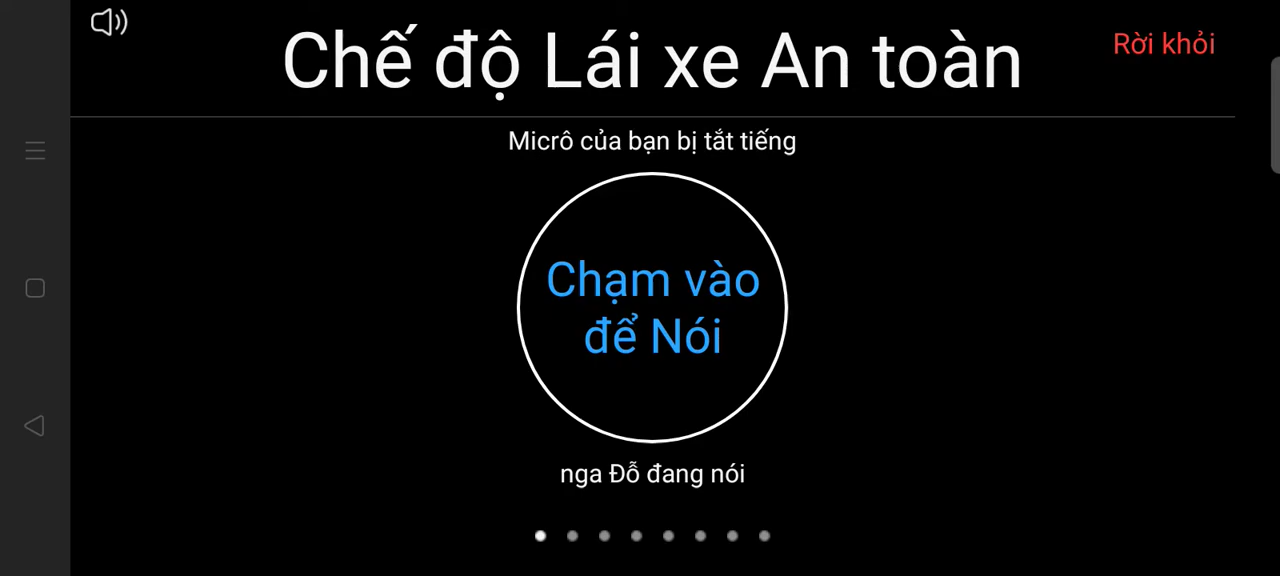 Chế độ Lái xe An toàn
Rời khỏi
Micrô của bạn bị tắt tiếng
Chạm vào
để Nói
nga Đỗ đang nói